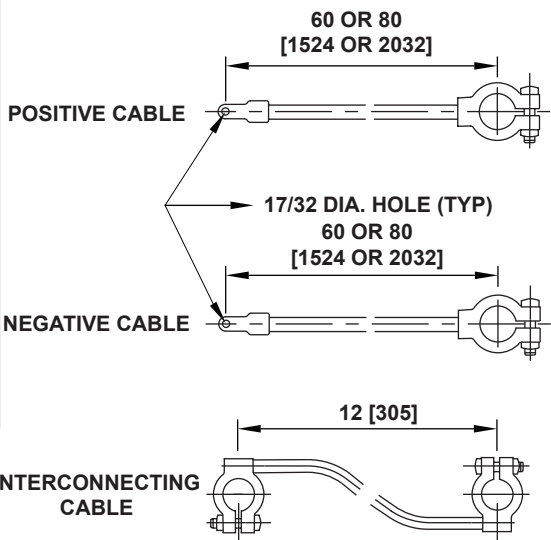 60 OR 80
[1524 OR 2032]
POSITIVE CABLE
17/32 DIA. HOLE (TYP)
60 OR 80
[1524 OR 2032]
NEGATIVE CABLE
12 [305]
NTERCONNECTING
CABLE